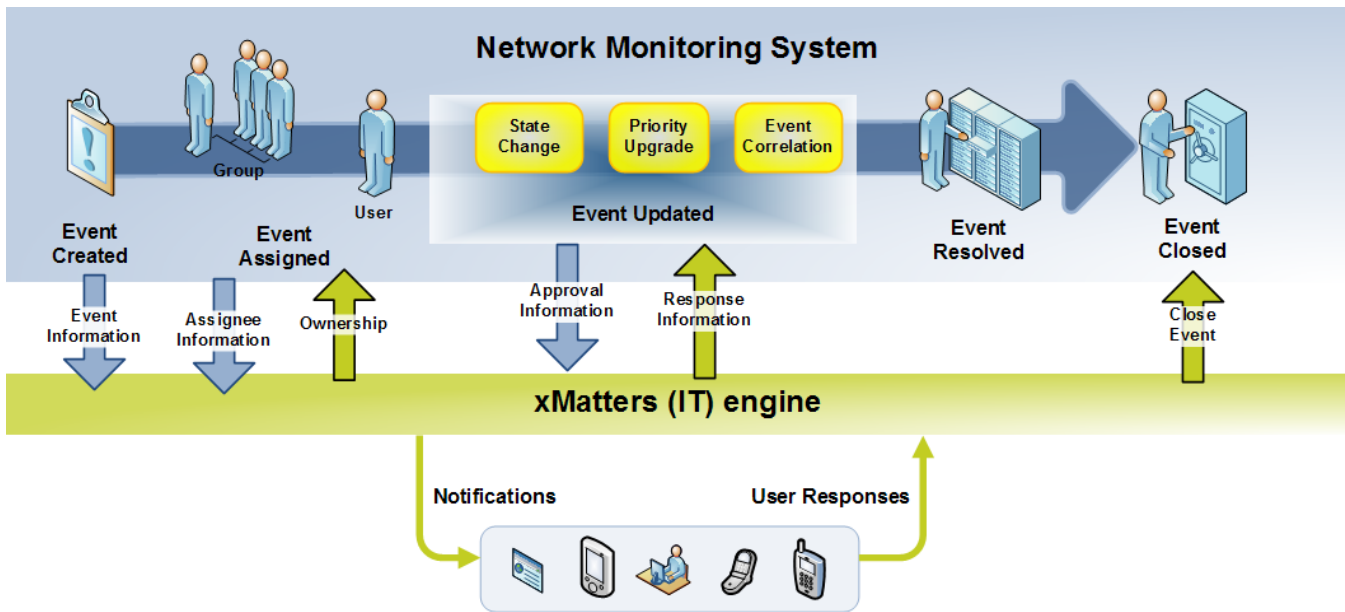 Network Monitoring System
State
Change
Priority
Upgrade
Event
Correlation
Group
User
Event Updated
Event
Created
Event
Assigned
Event
Resolved
Event
Closed
Event
Information
Assignee
Information
Ownership
Approval
Information
Response
Information
Close
Event
xMatters (IT) engine
Notifications
User Responses